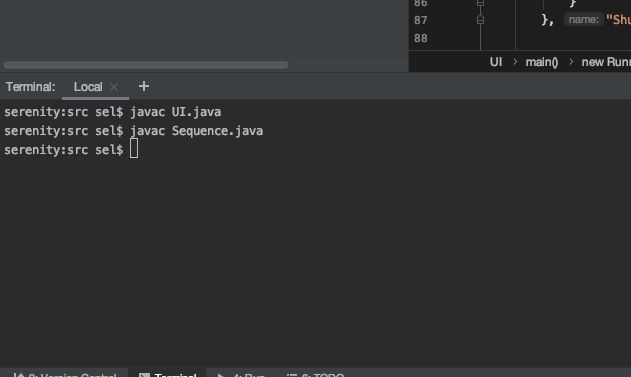 86 }
87 }, name: "Shu
88
UI > main() > new Runn
Terminal: Local × +
serenity:src sel$ javac UI.java
serenity:src sel$ javac Sequence.java
serenity:src sel$
9: Version Control Terminal 4: Run 6: TODO